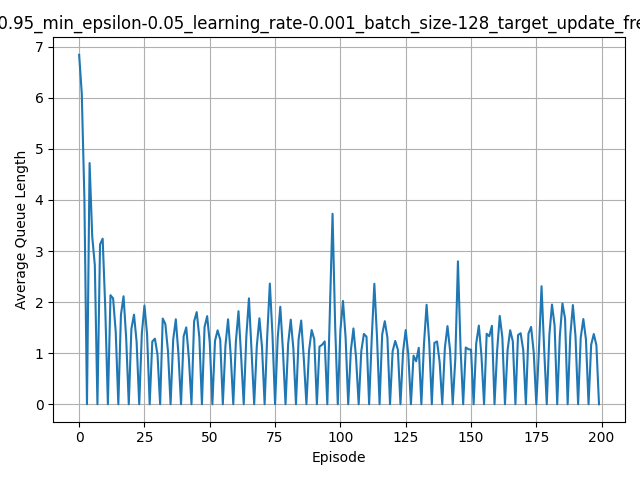 0.95_min_epsilon-0.05_learning_rate-0.001_batch_size-128_target_update_fre
7
6
5
4
3
2
1
0
Average Queue Length
0 25 50 75 100 125 150 175 200
Episode